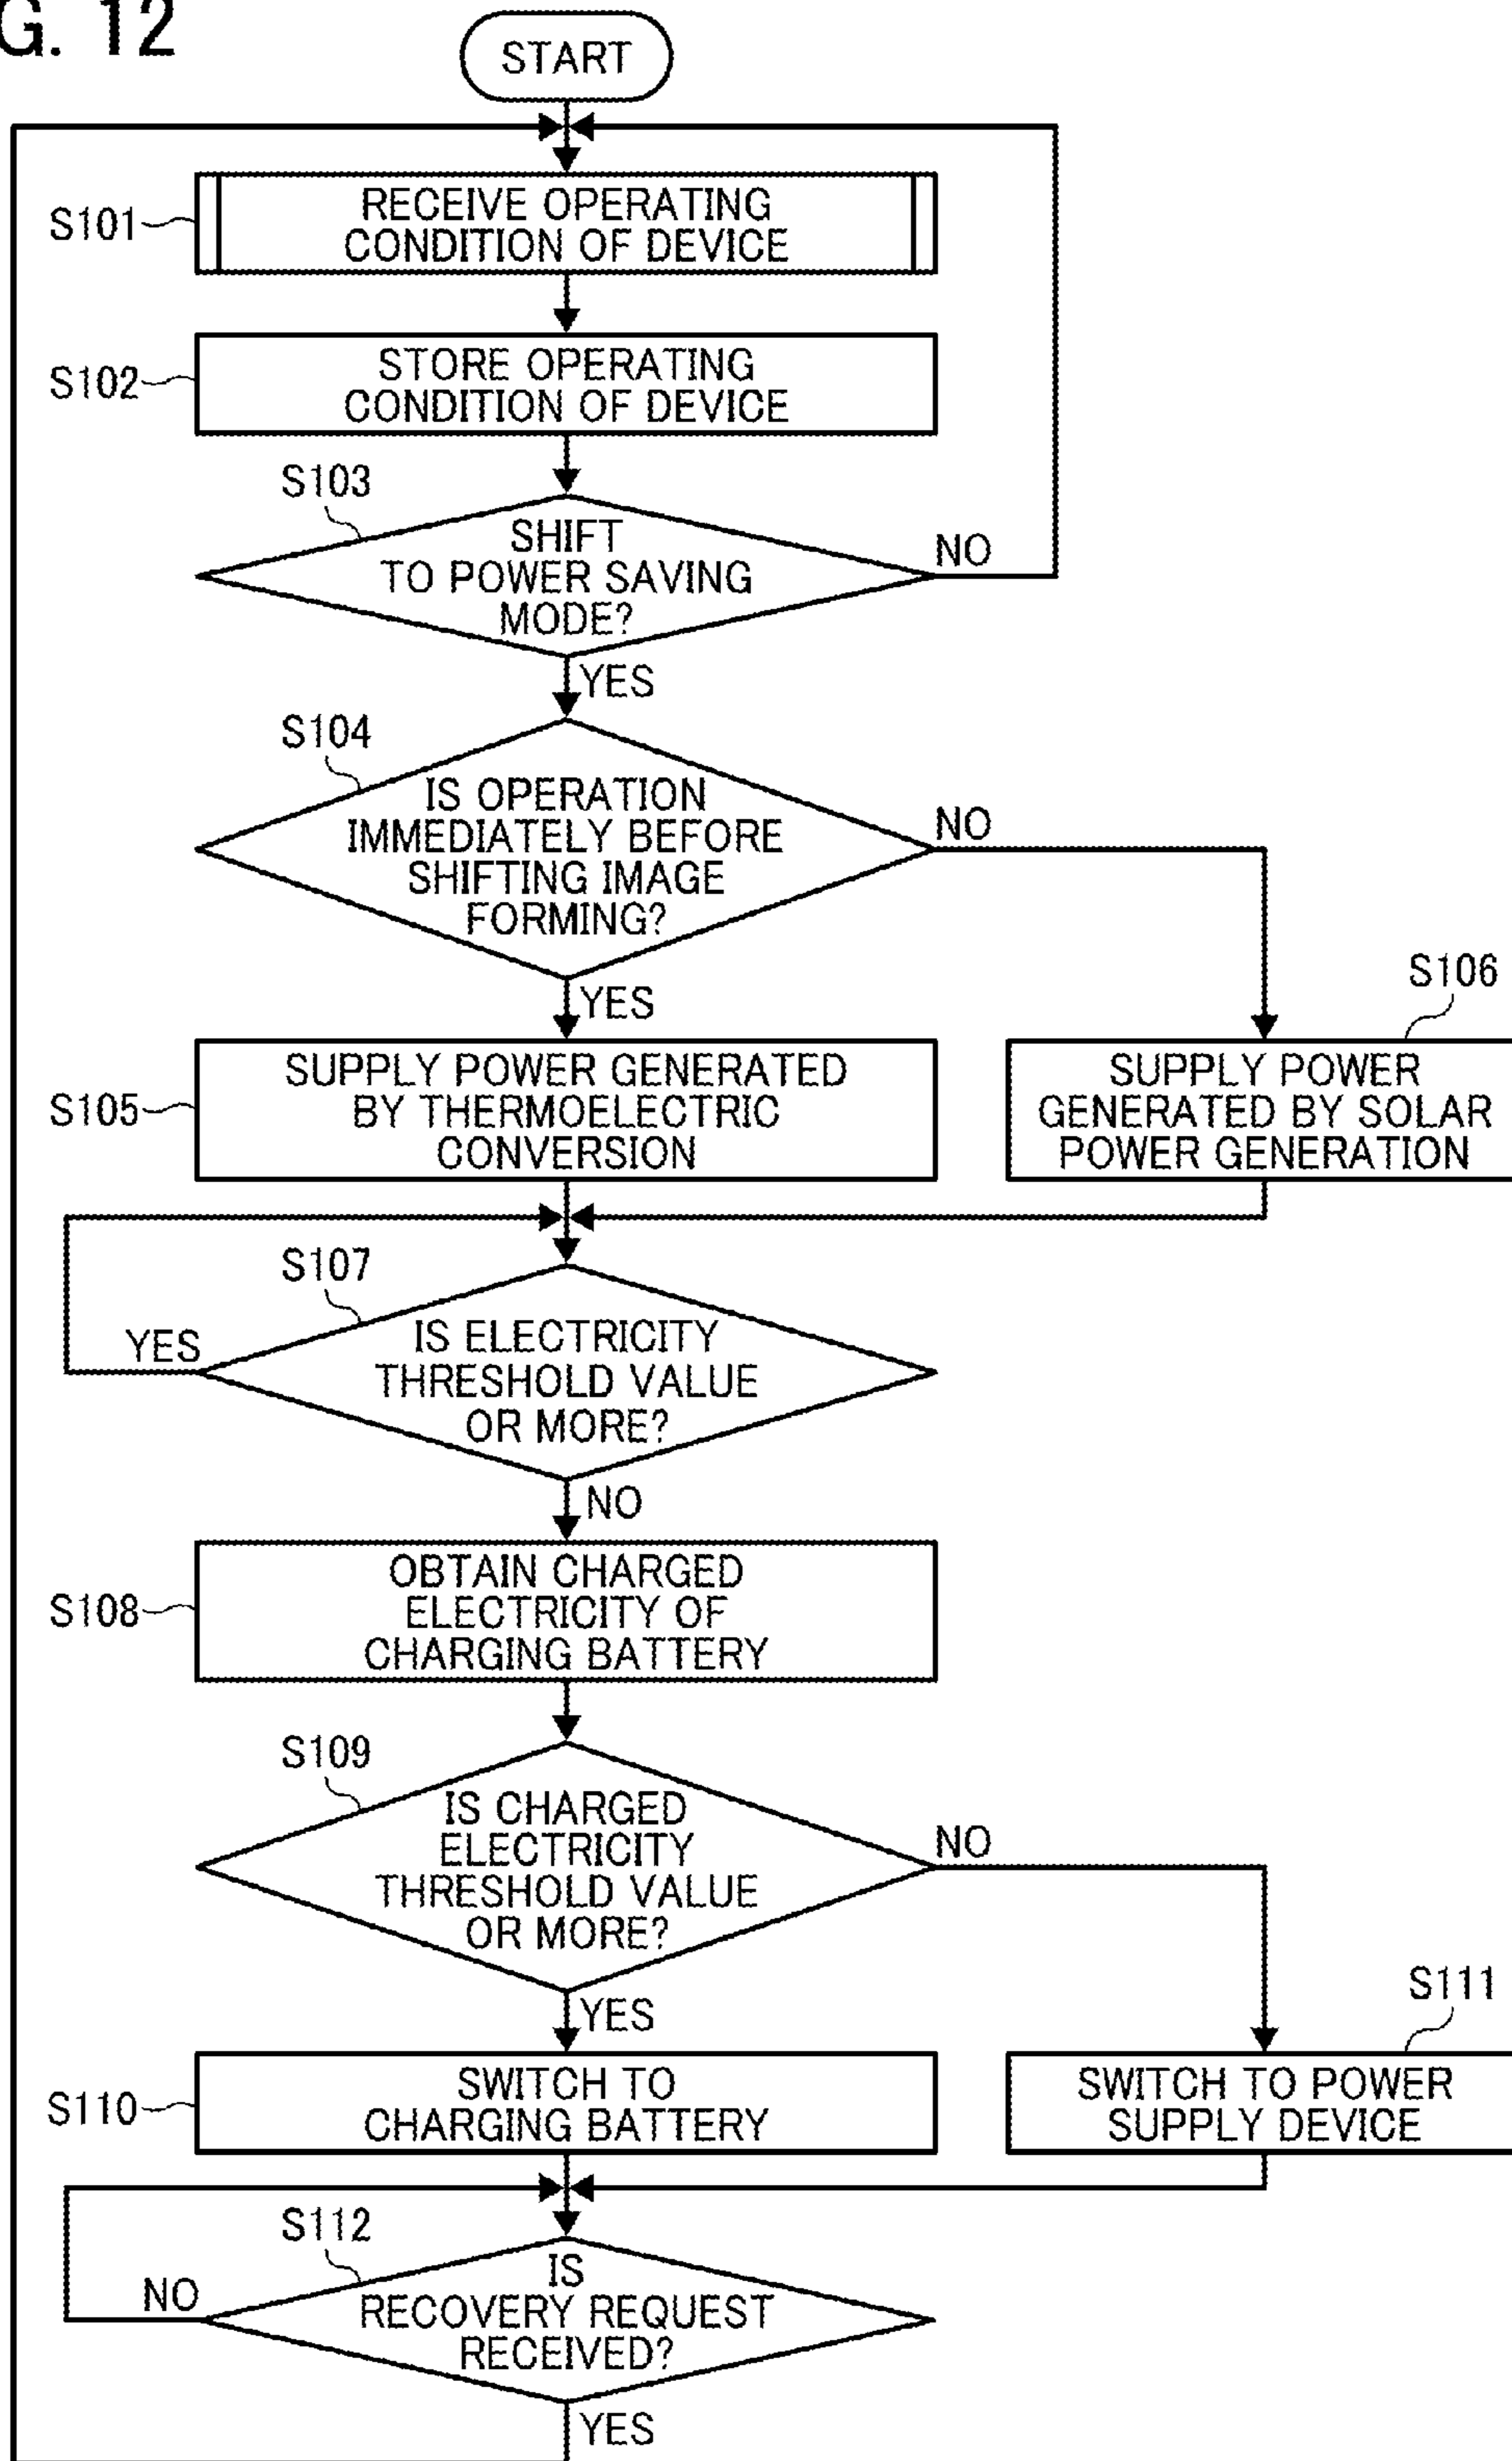 G. 12
START
S101
RECEIVE OPERATING
CONDITION OF DEVICE
S102
STORE OPERATING
CONDITION OF DEVICE
S103
SHIFT
TO POWER SAVING
MODE?
NO
YES
S104
IS OPERATION
IMMEDIATELY BEFORE
SHIFTING IMAGE
FORMING?
NO
YES
S105
SUPPLY POWER GENERATED
BY THERMOELECTRIC
CONVERSION
S106
SUPPLY POWER
GENERATED BY SOLAR
POWER GENERATION
S107
IS ELECTRICITY
THRESHOLD VALUE
OR MORE?
YES
NO
S108
OBTAIN CHARGED
ELECTRICITY OF
CHARGING BATTERY
S109
IS CHARGED
ELECTRICITY
THRESHOLD VALUE
OR MORE?
NO
YES
S110
SWITCH TO
CHARGING BATTERY
S111
SWITCH TO POWER
SUPPLY DEVICE
S112
IS
RECOVERY REQUEST
RECEIVED?
NO
YES